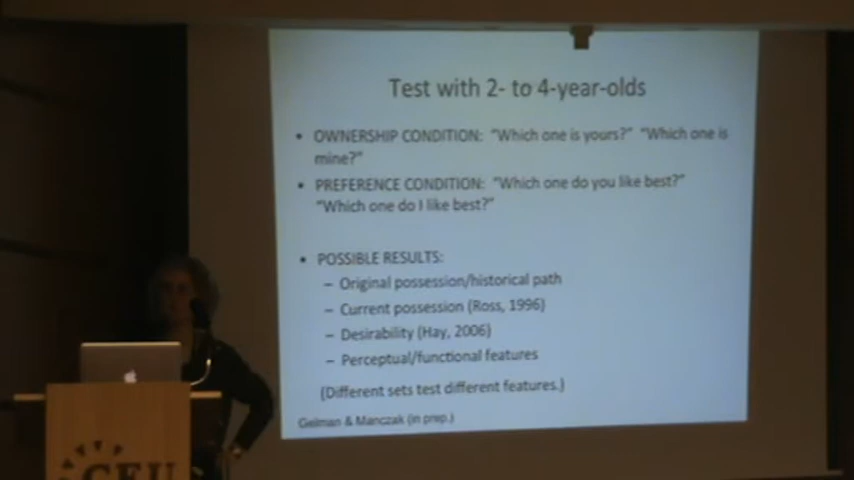 Test with 2- to 4-year-olds
• OWNERSHIP CONDITION: "Which one is yours?" "Which one is
mine?"
• PREFERENCE CONDITION: "Which one do you like best?"
"Which one do I like best?"
• POSSIBLE RESULTS:
– Original possession/historical path
– Current possession (Ross, 1996)
– Desirability (Hay, 2006)
– Perceptual/functional features
(Different sets test different features.)
Gelman & Manczak (in prep.)
CEU